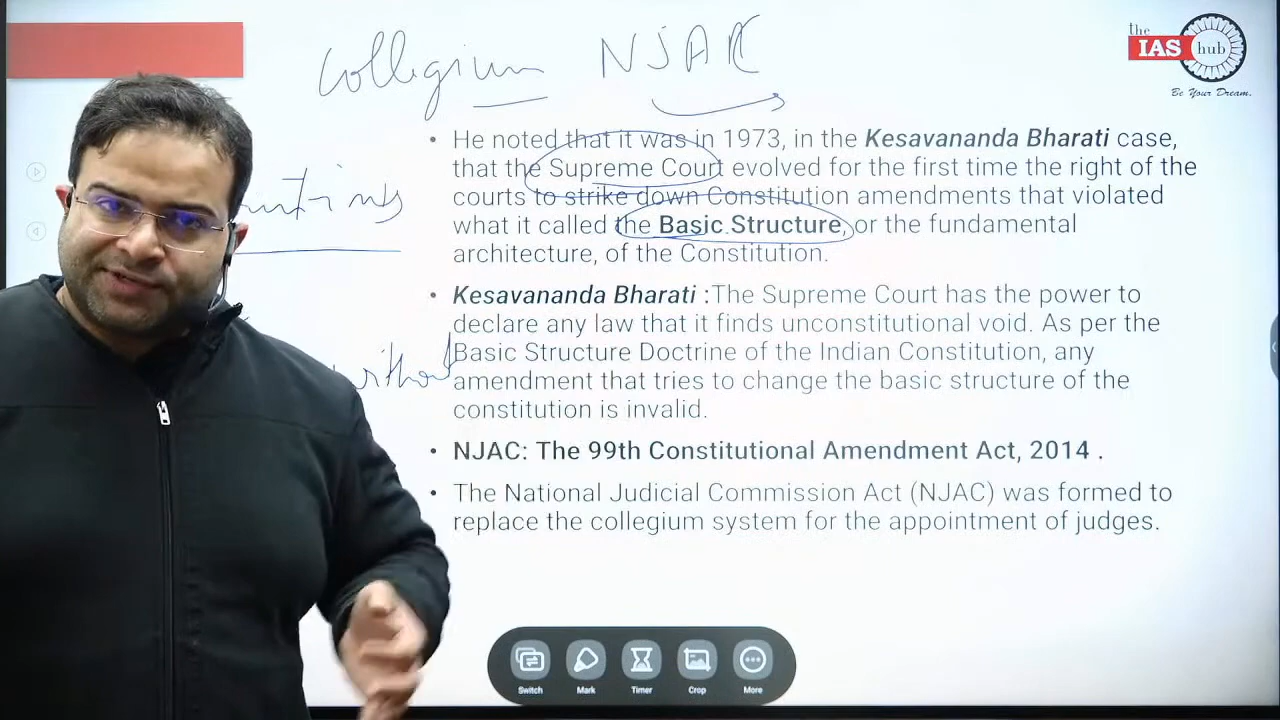 Collegium NJAC
the
IAS hub
Be Your Dream.
• He noted that it was in 1973, in the Kesavananda Bharati case,
that the Supreme Court evolved for the first time the right of the
courts to strike down Constitution amendments that violated
what it called the Basic Structure, or the fundamental
architecture, of the Constitution.
• Kesavananda Bharati :The Supreme Court has the power to
declare any law that it finds unconstitutional void. As per the
Basic Structure Doctrine of the Indian Constitution, any
amendment that tries to change the basic structure of the
constitution is invalid.
• NJAC: The 99th Constitutional Amendment Act, 2014 .
• The National Judicial Commission Act (NJAC) was formed to
replace the collegium system for the appointment of judges.
Switch Mark Timer Crop More